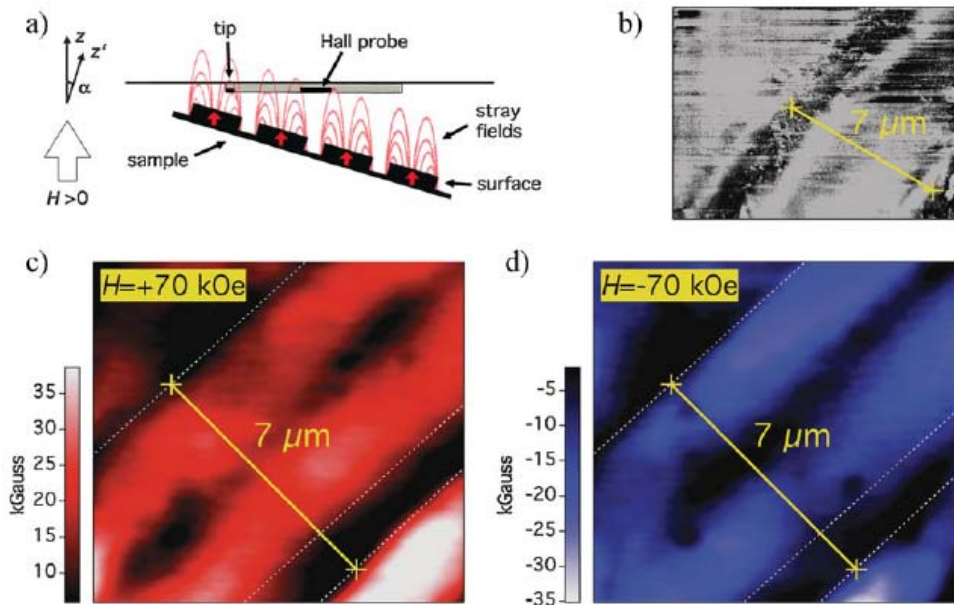 a)
tip
Hall probe
z
z'
α
stray
fields
sample
surface
H>0
b)
7 µm
c)
H=+70 kOe
35
30
25
20
15
10
kGauss
7 µm
d)
H=-70 kOe
-5
-10
-15
-20
-25
-30
-35
kGauss
7 µm